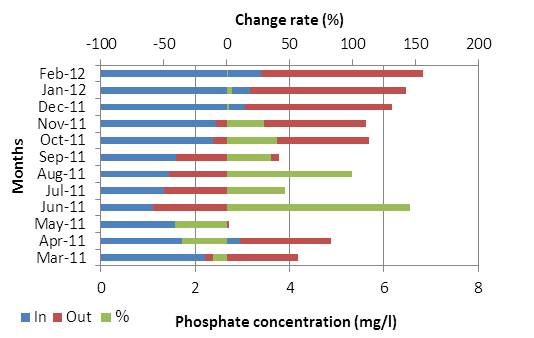 Change rate (%)
-100 -50 0 50 100 150 200
Months
Feb-12
Jan-12
Dec-11
Nov-11
Oct-11
Sep-11
Aug-11
Jul-11
Jun-11
May-11
Apr-11
Mar-11
0 2 4 6 8
In Out % Phosphate concentration (mg/l)